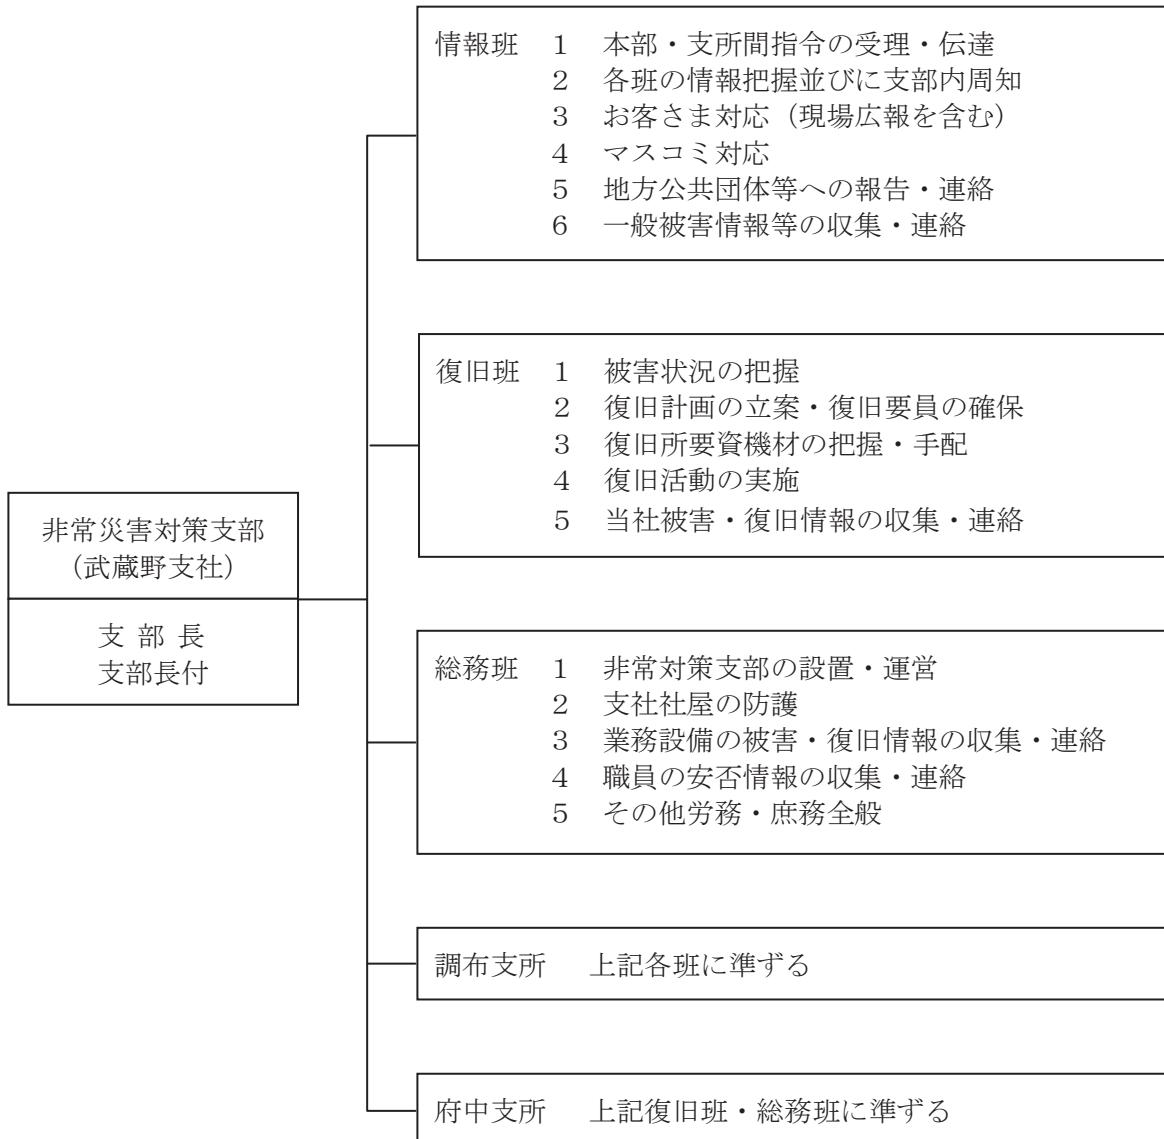 情報班 1 本部・支所間指令の受理・伝達
2 各班の情報把握並びに支部内周知
3 お客さま対応(現場広報を含む)
4 マスコミ対応
5 地方公共団体等への報告・連絡
6 一般被害情報等の収集・連絡
復旧班 1 被害状況の把握
2 復旧計画の立案・復旧要員の確保
3 復旧所要資機材の把握・手配
4 復旧活動の実施
5 当社被害・復旧情報の収集・連絡
非常災害対策支部
(武蔵野支社)
支 部 長
支部長付
総務班 1 非常対策支部の設置・運営
2 支社社屋の防護
3 業務設備の被害・復旧情報の収集・連絡
4 職員の安否情報の収集・連絡
5 その他労務・庶務全般
調布支所 上記各班に準ずる
府中支所 上記復旧班・総務班に準ずる